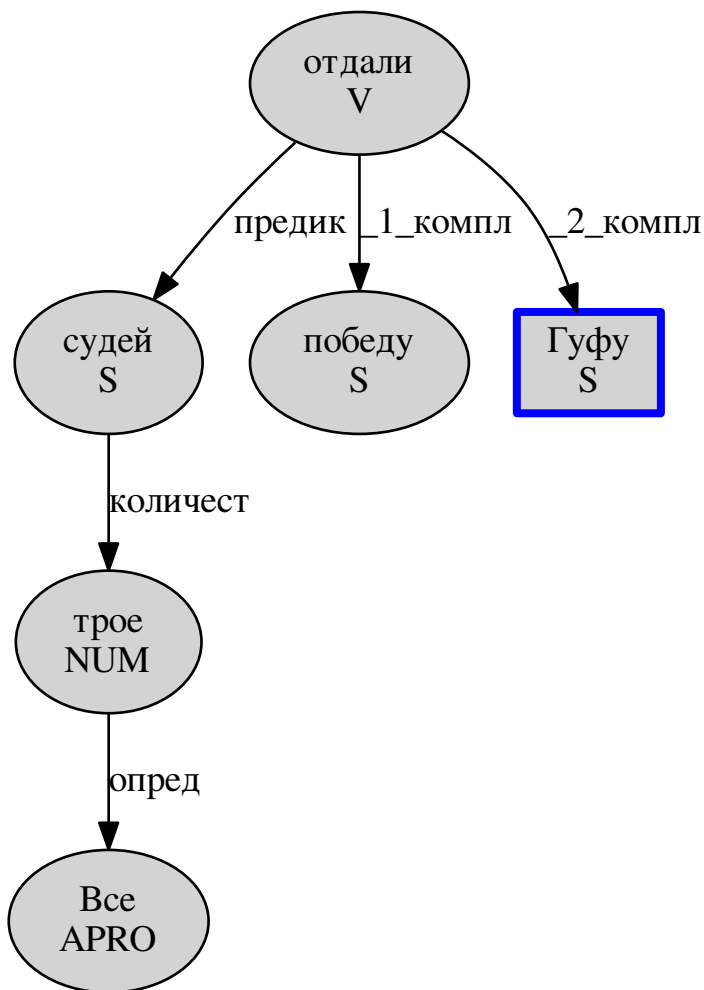 отдали
V
предик
_1_компл
_2_компл
судей
S
победу
S
Гуфу
S
количест
трое
NUM
опред
Все
APRO